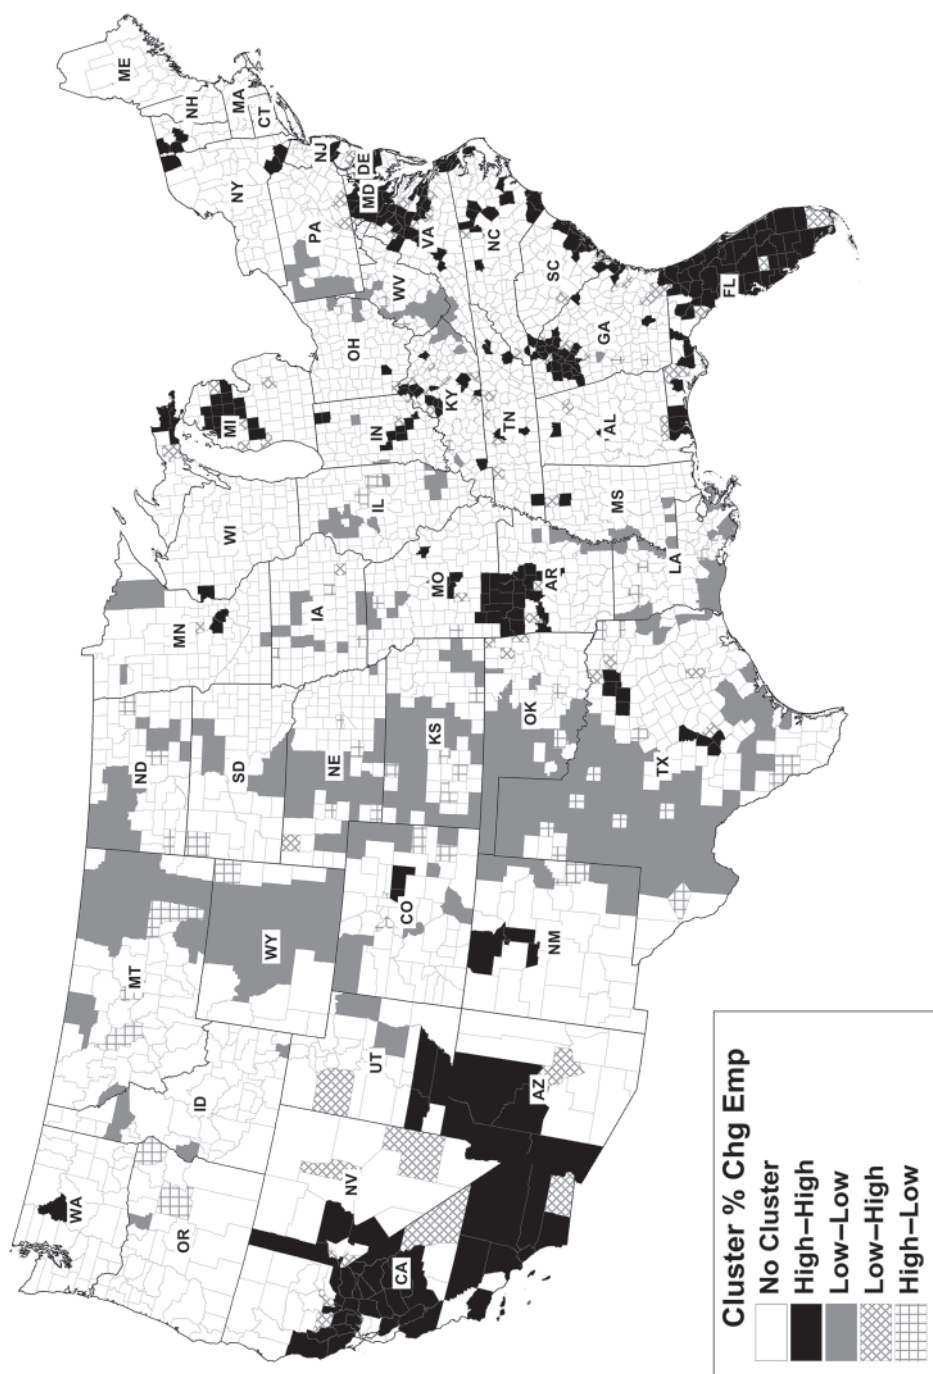 ME
NH
MA
CT
NY
NJ
PA
DE
MD
VA
WV
OH
NC
SC
GA
FL
MI
IN
KY
TN
AL
WI
IL
MS
MN
IA
MO
AR
LA
ND
SD
NE
KS
OK
TX
MT
WY
CO
NM
ID
UT
AZ
WA
OR
NV
CA
Cluster % Chg Emp
No Cluster
High–High
Low–Low
Low–High
High–Low